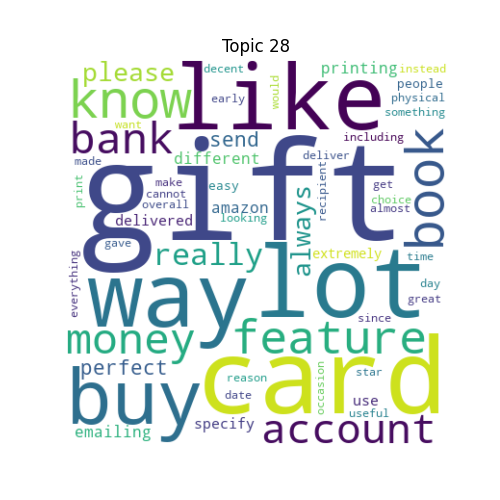 Topic 28
please
decent
like
printing
instead
know
early
would
people
physical
something
bank
want
send
including
book
made
different
deliver
gift
print
make
cannot
overall
easy
amazon
looking
always
recipient
get
choice
almost
delivered
gave
really
extremely
time
everything
way
lot
day
great
since
money
feature
perfect
reason
card
star
occasion
buy
date
use
useful
emailing
specify
account